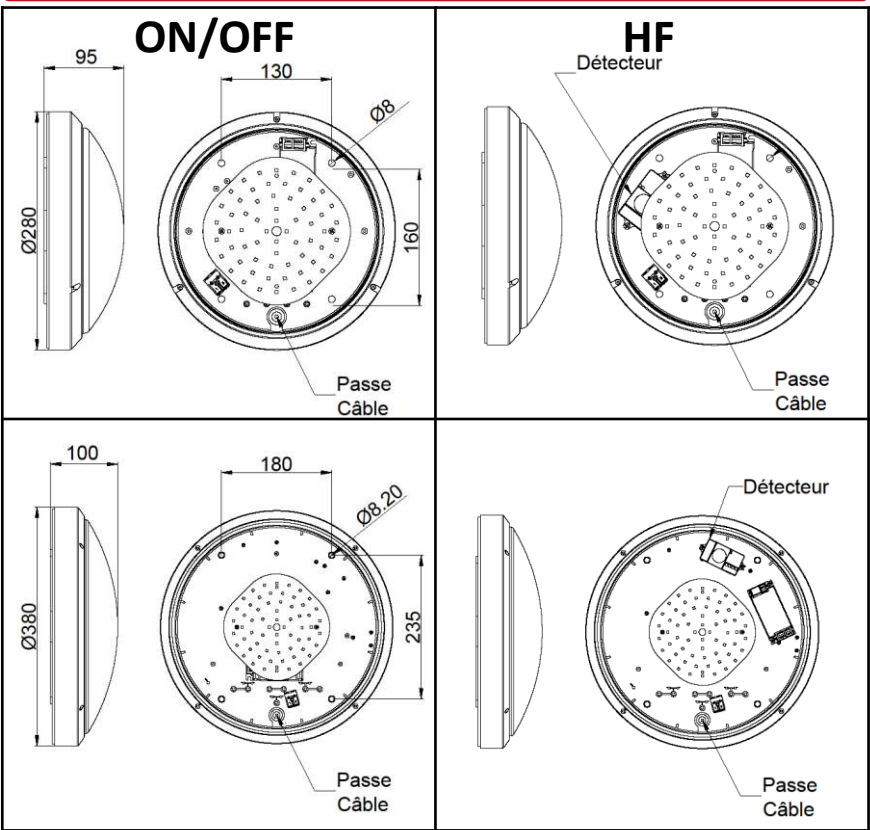 ON/OFF
HF
95
130
Ø8
Détecteur
Ø280
160
Passe
Câble
Passe
Câble
100
180
Ø8.20
Détecteur
Ø380
235
Passe
Câble
Passe
Câble